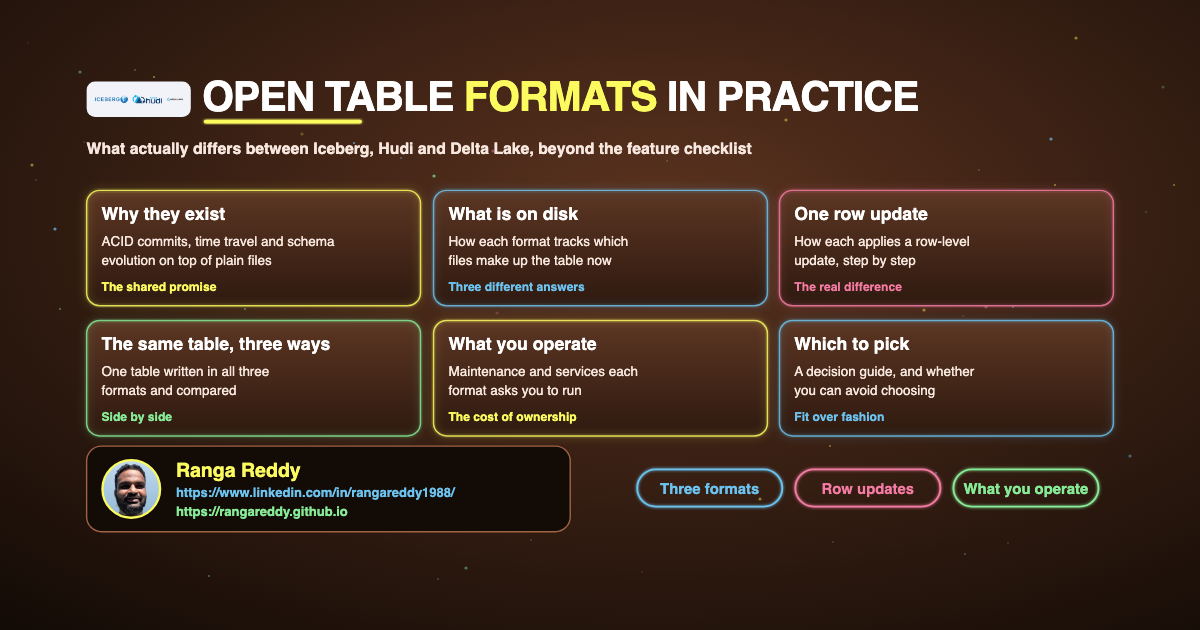 ICEBERG hudi
OPEN TABLE FORMATS IN PRACTICE
What actually differs between Iceberg, Hudi and Delta Lake, beyond the feature checklist
Why they exist
ACID commits, time travel and schema
evolution on top of plain files
The shared promise
What is on disk
How each format tracks which
files make up the table now
Three different answers
One row update
How each applies a row-level
update, step by step
The real difference
The same table, three ways
One table written in all three
formats and compared
Side by side
What you operate
Maintenance and services each
format asks you to run
The cost of ownership
Which to pick
A decision guide, and whether
you can avoid choosing
Fit over fashion
Ranga Reddy
https://www.linkedin.com/in/rangareddy1988/
https://rangareddy.github.io
Three formats
Row updates
What you operate